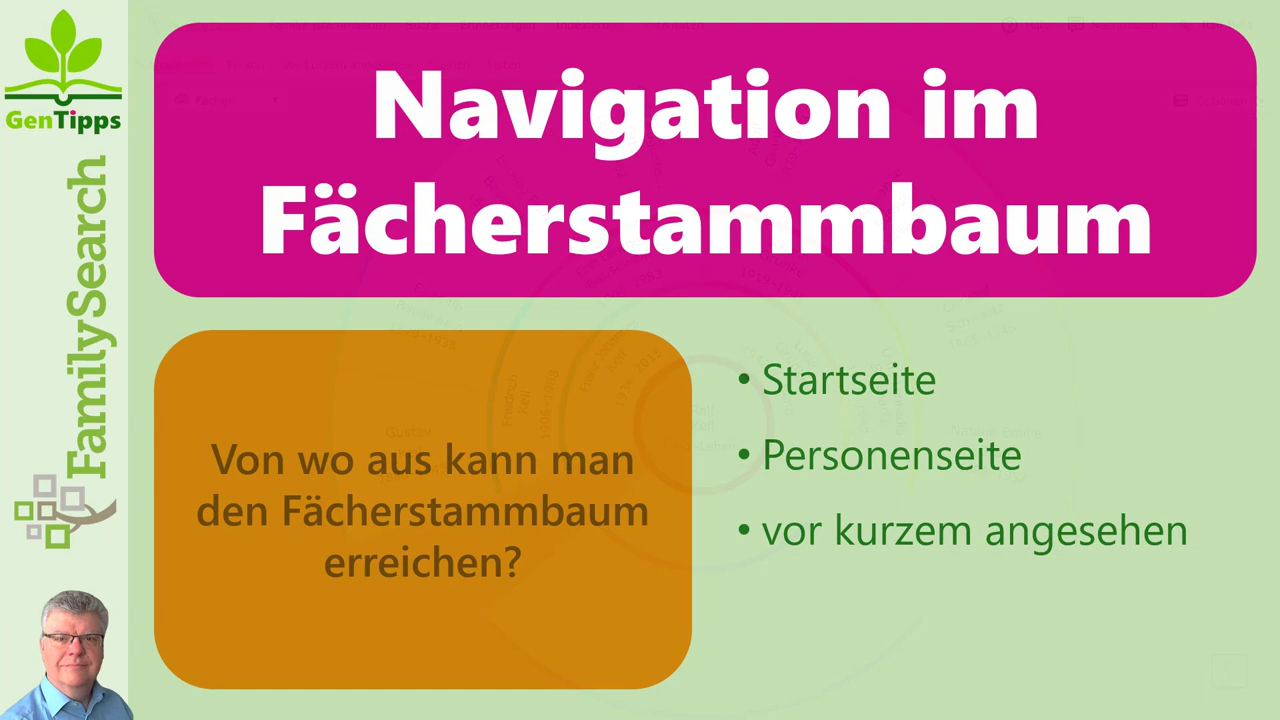 GenTipps
FamilySearch
Navigation im
Fächerstammbaum
Von wo aus kann man
den Fächerstammbaum
erreichen?
• Startseite
• Personenseite
• vor kurzem angesehen